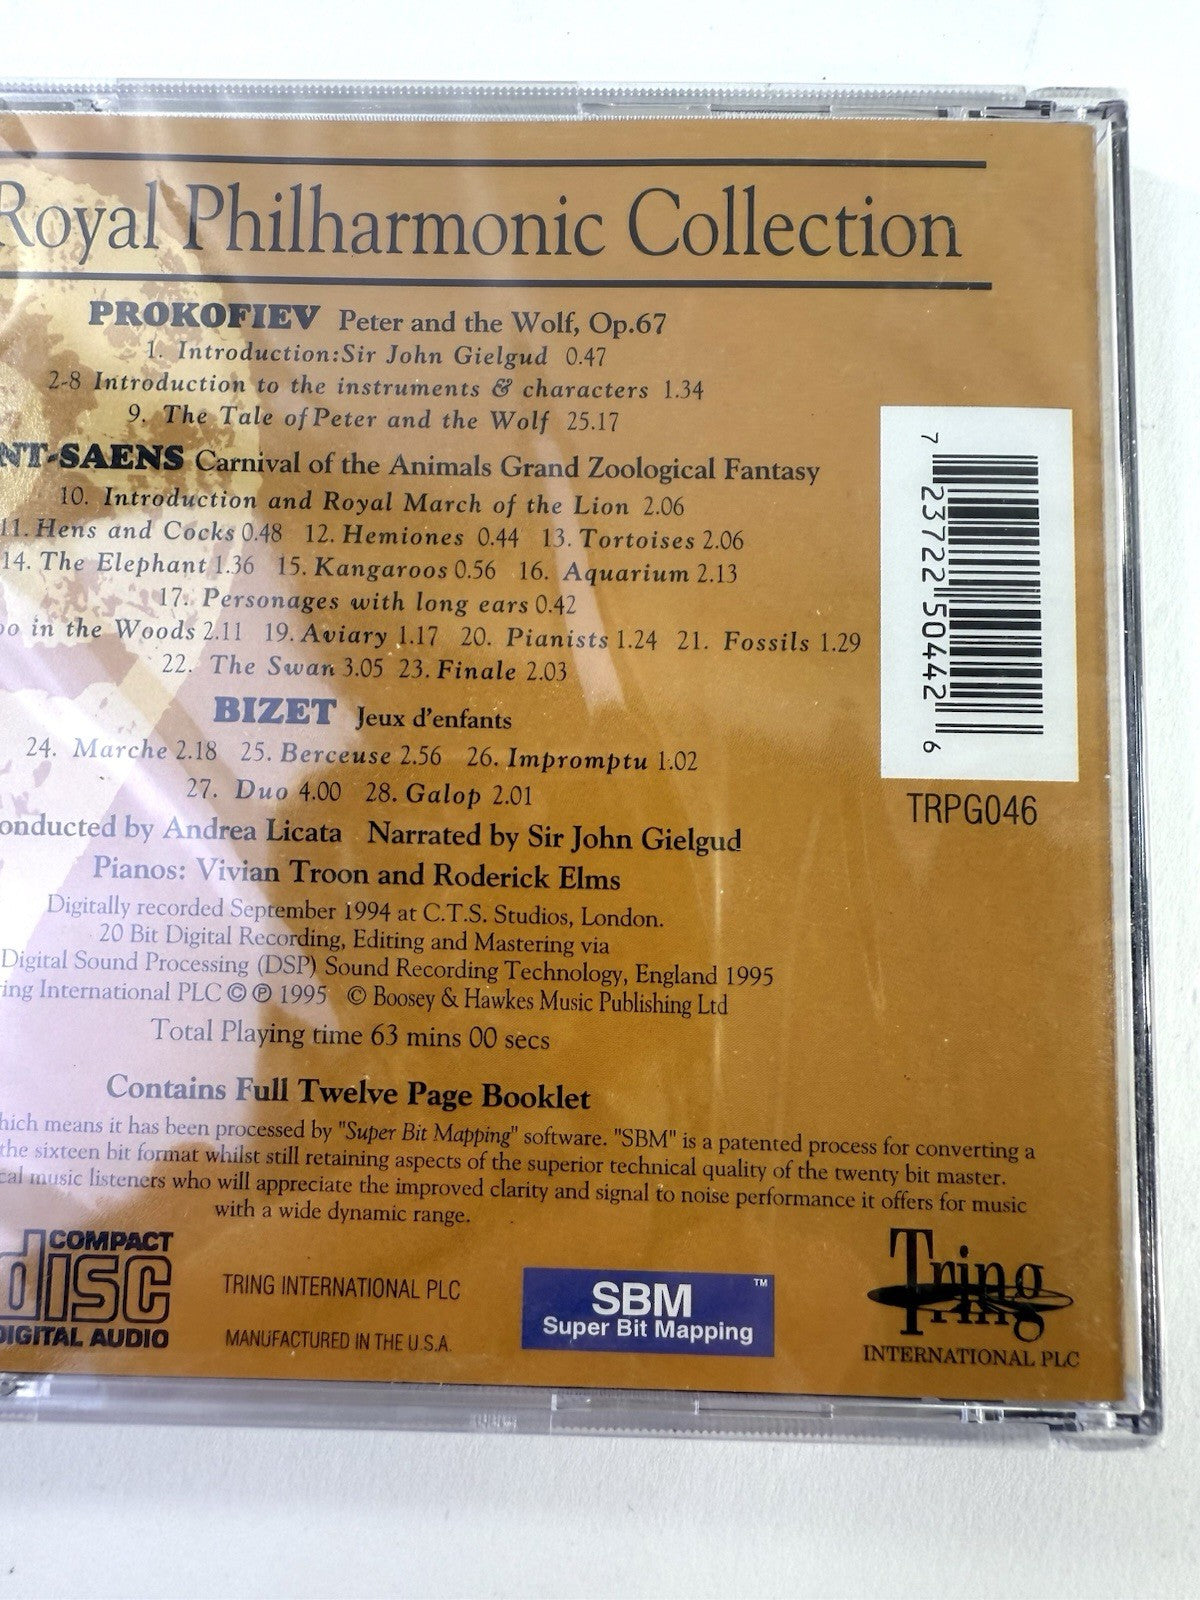 Royal Philharmonic Collection
PROKOFIEV Peter and the Wolf, Op.67
1. Introduction:Sir John Gielgud 0.47
2-8 Introduction to the instruments & characters 1.34
9. The Tale of Peter and the Wolf 25.17
NT-SAENS Carnival of the Animals Grand Zoological Fantasy
10. Introduction and Royal March of the Lion 2.06
11. Hens and Cocks 0.48 12. Hemiones 0.44 13. Tortoises 2.06
14. The Elephant 1.36 15. Kangaroos 0.56 16. Aquarium 2.13
17. Personages with long ears 0.42
oo in the Woods 2.11 19. Aviary 1.17 20. Pianists 1.24 21. Fossils 1.29
22. The Swan 3.05 23. Finale 2.03
BIZET Jeux d'enfants
24. Marche 2.18 25. Berceuse 2.56 26. Impromptu 1.02
27. Duo 4.00 28. Galop 2.01
onducted by Andrea Licata Narrated by Sir John Gielgud
Pianos: Vivian Troon and Roderick Elms
Digitally recorded September 1994 at C.T.S. Studios, London.
20 Bit Digital Recording, Editing and Mastering via
Digital Sound Processing (DSP) Sound Recording Technology, England 1995
ing International PLC © ℗ 1995 © Boosey & Hawkes Music Publishing Ltd
Total Playing time 63 mins 00 secs
Contains Full Twelve Page Booklet
hich means it has been processed by "Super Bit Mapping" software. "SBM" is a patented process for converting a
the sixteen bit format whilst still retaining aspects of the superior technical quality of the twenty bit master.
cal music listeners who will appreciate the improved clarity and signal to noise performance it offers for music
with a wide dynamic range.
7 23722 50442 6
TRPG046
COMPACT
disc
DIGITAL AUDIO
TRING INTERNATIONAL PLC
MANUFACTURED IN THE U.S.A.
SBM™
Super Bit Mapping
Tring
INTERNATIONAL PLC